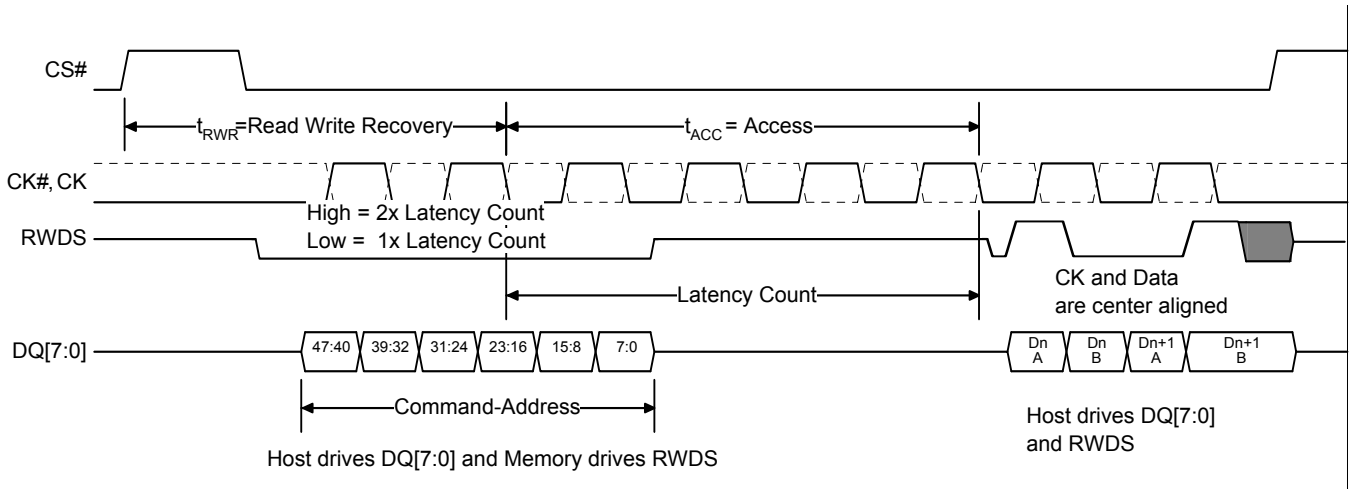 CS#
tRWR=Read Write Recovery
tACC = Access
CK#, CK
High = 2x Latency Count
Low = 1x Latency Count
RWDS
Latency Count
CK and Data
are center aligned
DQ[7:0]
47:40 39:32 31:24 23:16 15:8 7:0
Dn A
Dn B
Dn+1 A
Dn+1 B
Command-Address
Host drives DQ[7:0]
and RWDS
Host drives DQ[7:0] and Memory drives RWDS